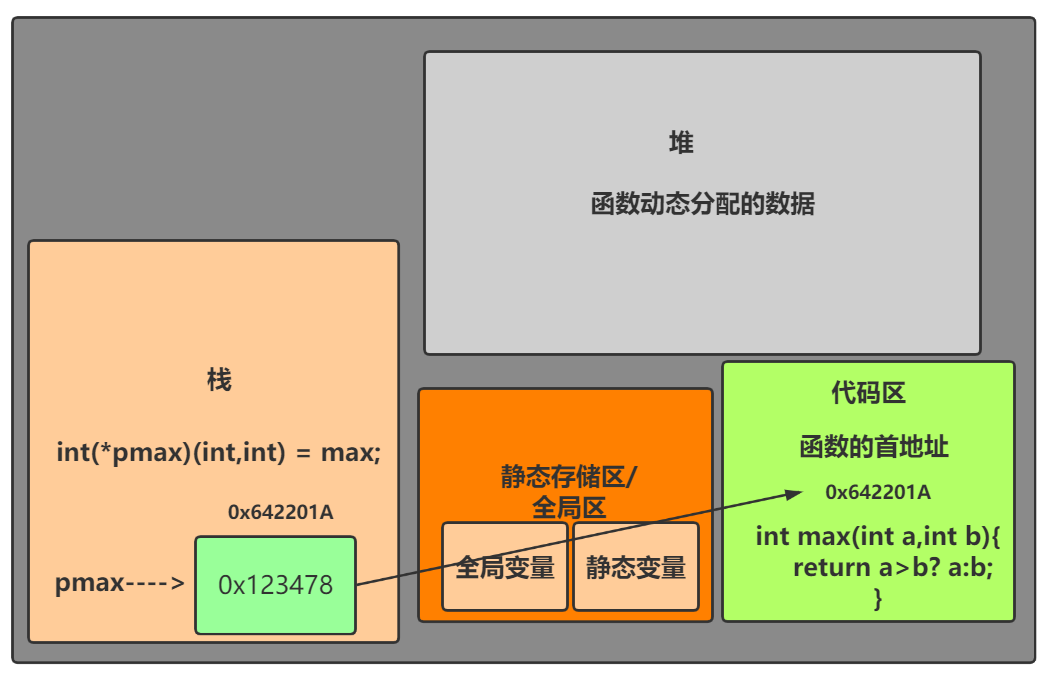 堆
函数动态分配的数据
栈
int(*pmax)(int,int) = max;
0x642201A
pmax---->
0x123478
静态存储区/
全局区
全局变量
静态变量
代码区
函数的首地址
0x642201A
int max(int a,int b){
return a>b? a:b;
}